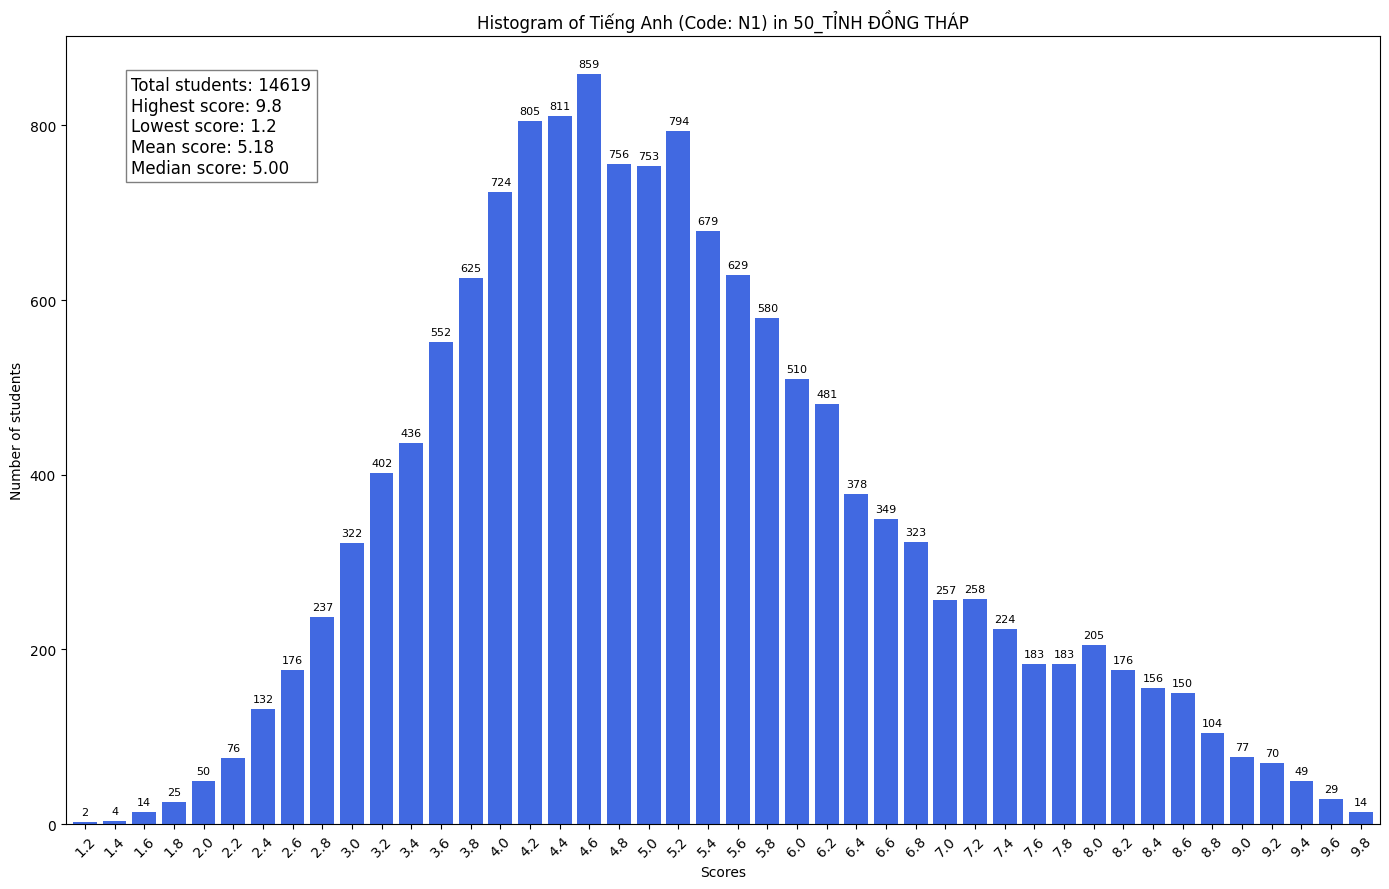 Histogram of Tiếng Anh (Code: N1) in 50_TỈNH ĐỒNG THÁP
Total students: 14619
Highest score: 9.8
Lowest score: 1.2
Mean score: 5.18
Median score: 5.00
Number of students
800
600
400
200
0
2 4 14 25 50 76 132 176 237 322 402 436 552 625 724 805 811 859 756 753 794 679 629 580 510 481 378 349 323 257 258 224 183 183 205 176 156 150 104 77 70 49 29 14
1.2 1.4 1.6 1.8 2.0 2.2 2.4 2.6 2.8 3.0 3.2 3.4 3.6 3.8 4.0 4.2 4.4 4.6 4.8 5.0 5.2 5.4 5.6 5.8 6.0 6.2 6.4 6.6 6.8 7.0 7.2 7.4 7.6 7.8 8.0 8.2 8.4 8.6 8.8 9.0 9.2 9.4 9.6 9.8
Scores